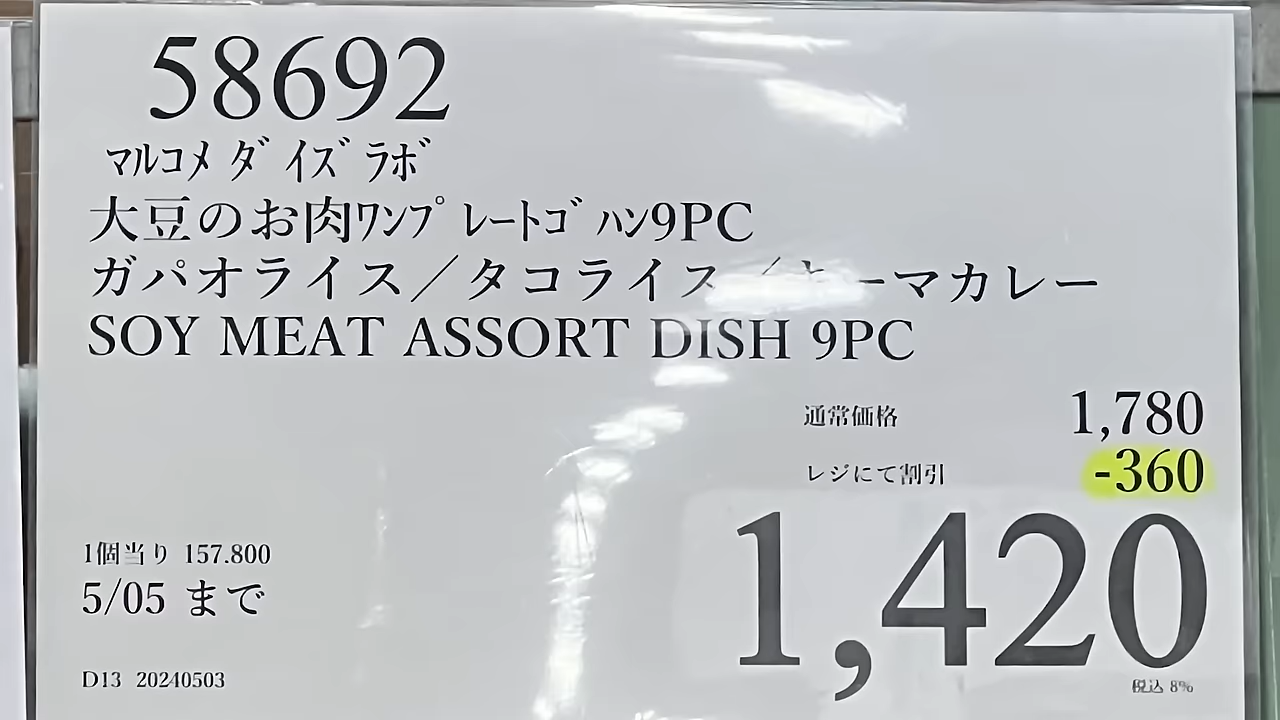 58692
ﾏﾙｺﾒ ﾀﾞｲｽﾞﾗﾎﾞ
大豆のお肉ﾜﾝﾌﾟﾚｰﾄｺﾞﾊﾝ9PC
ガパオライス／タコライス／キーマカレー
SOY MEAT ASSORT DISH 9PC
通常価格 1,780
レジにて割引 -360
1,420
1個当り 157.800
5/05 まで
D13 20240503
税込 8%